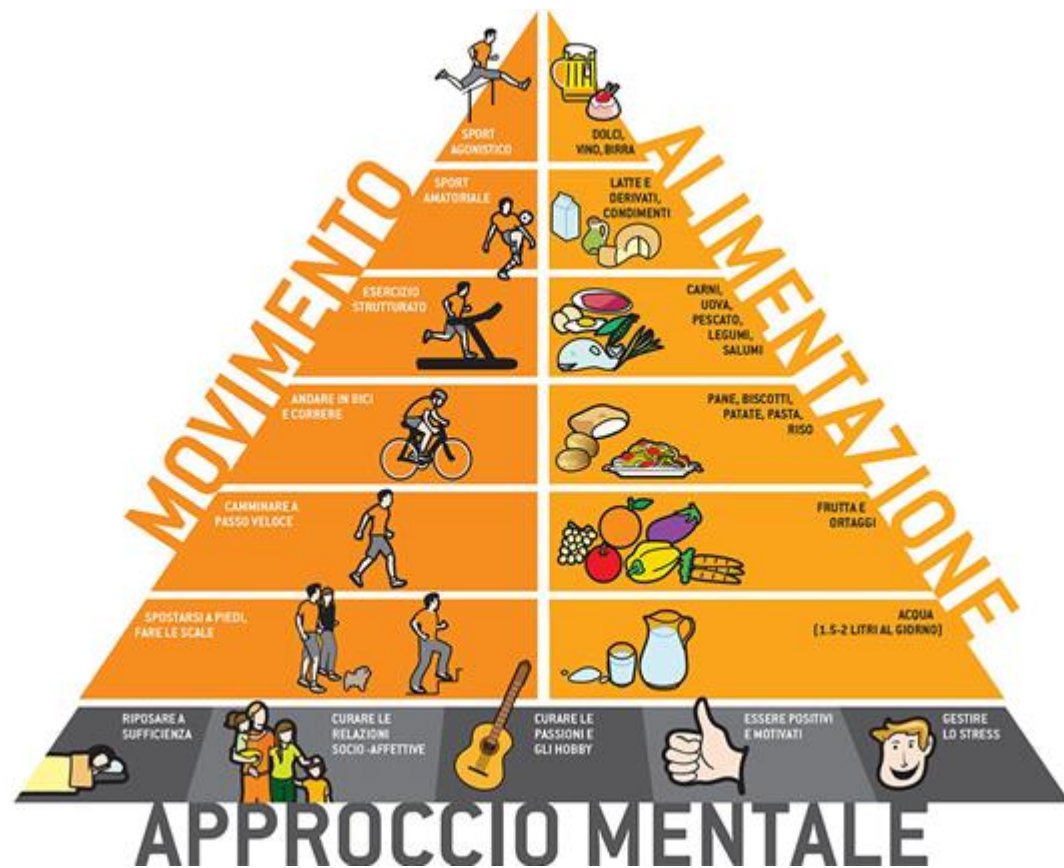 MOVIMENTO
ALIMENTAZIONE
SPORT
AGONISTICO
DOLCI,
VINO, BIRRA
SPORT
AMATORIALE
LATTE E
DERIVATI,
CONDIMENTI
ESERCIZIO
STRUTTURATO
CARNI,
UOVA,
PESCATO,
LEGUMI,
SALUMI
ANDARE IN BICI
E CORRERE
PANE, BISCOTTI,
PATATE, PASTA,
RISO
CAMMINARE A
PASSO VELOCE
FRUTTA E
ORTAGGI
SPOSTARSI A PIEDI,
FARE LE SCALE
ACQUA
(1.5-2 LITRI AL GIORNO)
RIPOSARE A
SUFFICIENZA
CURARE LE
RELAZIONI
SOCIO-AFFETTIVE
CURARE LE
PASSIONI E
GLI HOBBY
ESSERE POSITIVI
E MOTIVATI
GESTIRE
LO STRESS
APPROCCIO MENTALE